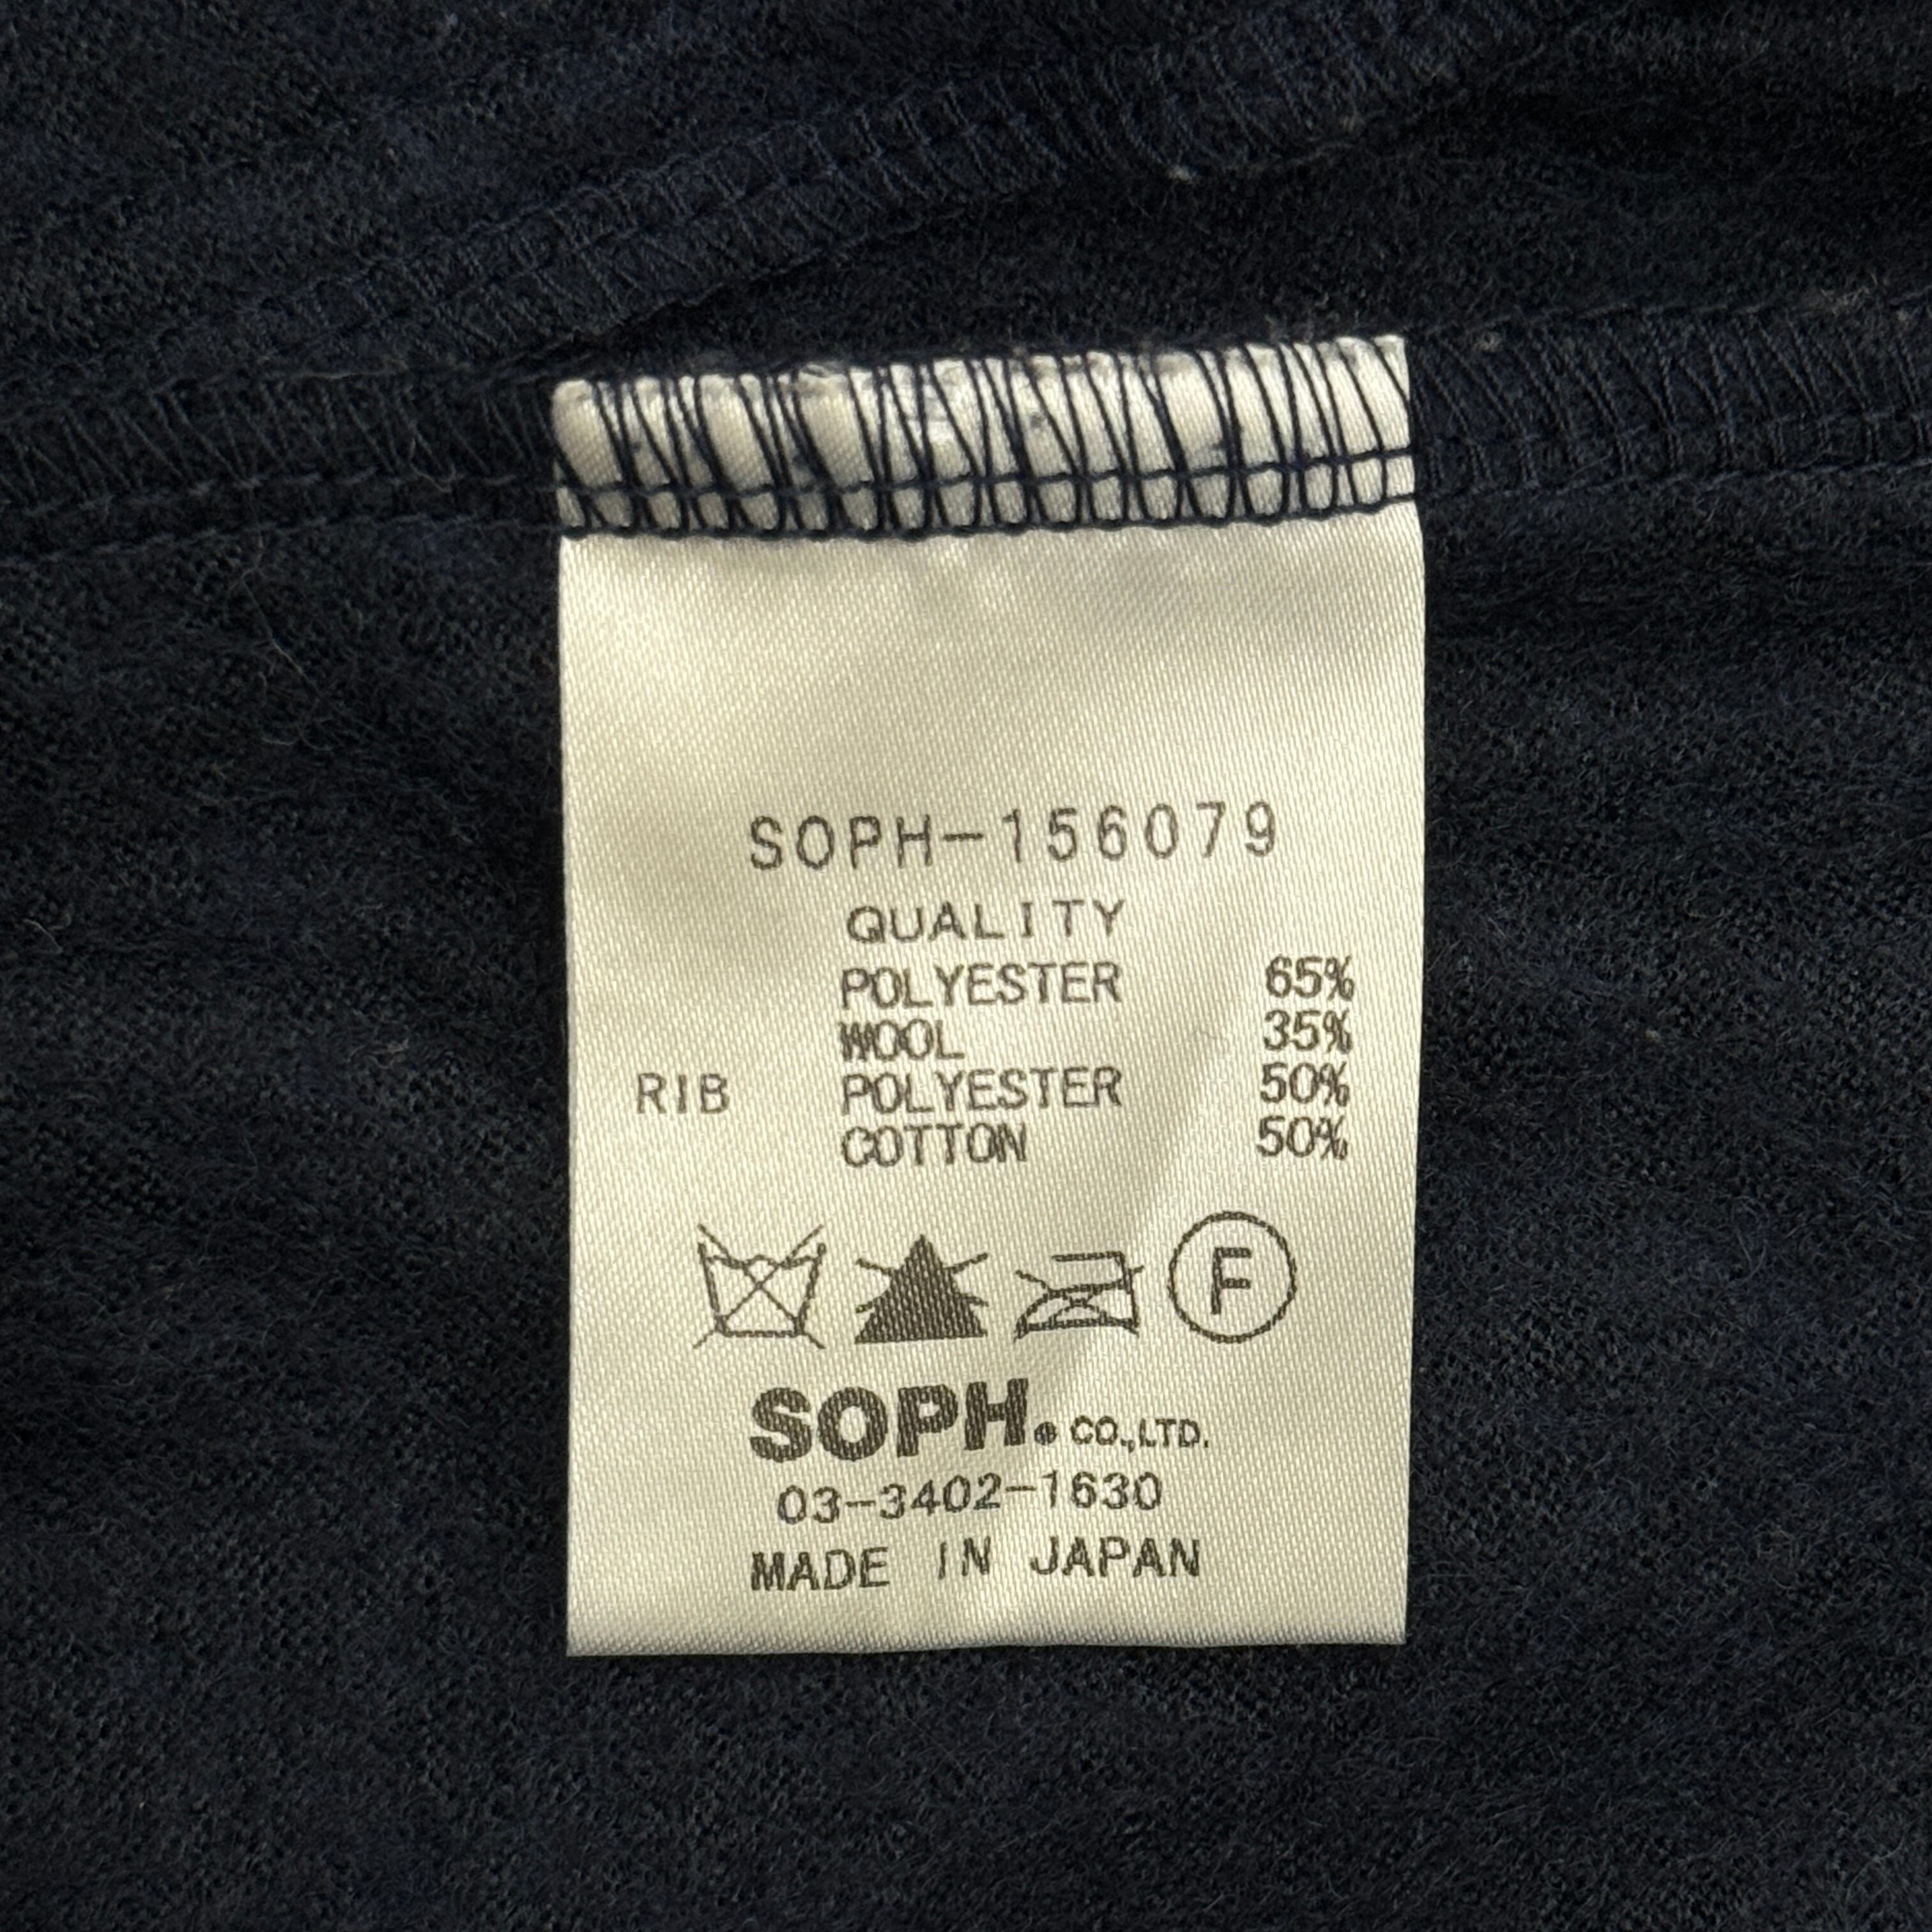 SOPH-156079
QUALITY
POLYESTER 65%
WOOL 35%
RIB POLYESTER 50%
COTTON 50%
F
SOPH. CO.,LTD.
03-3402-1630
MADE IN JAPAN